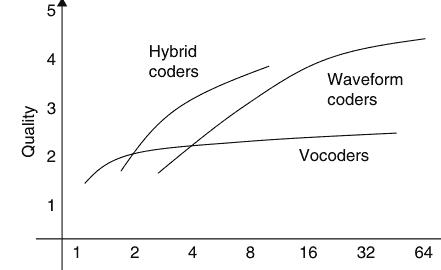 5
4
3
2
1
Quality
Hybrid
coders
Waveform
coders
Vocoders
1 2 4 8 16 32 64